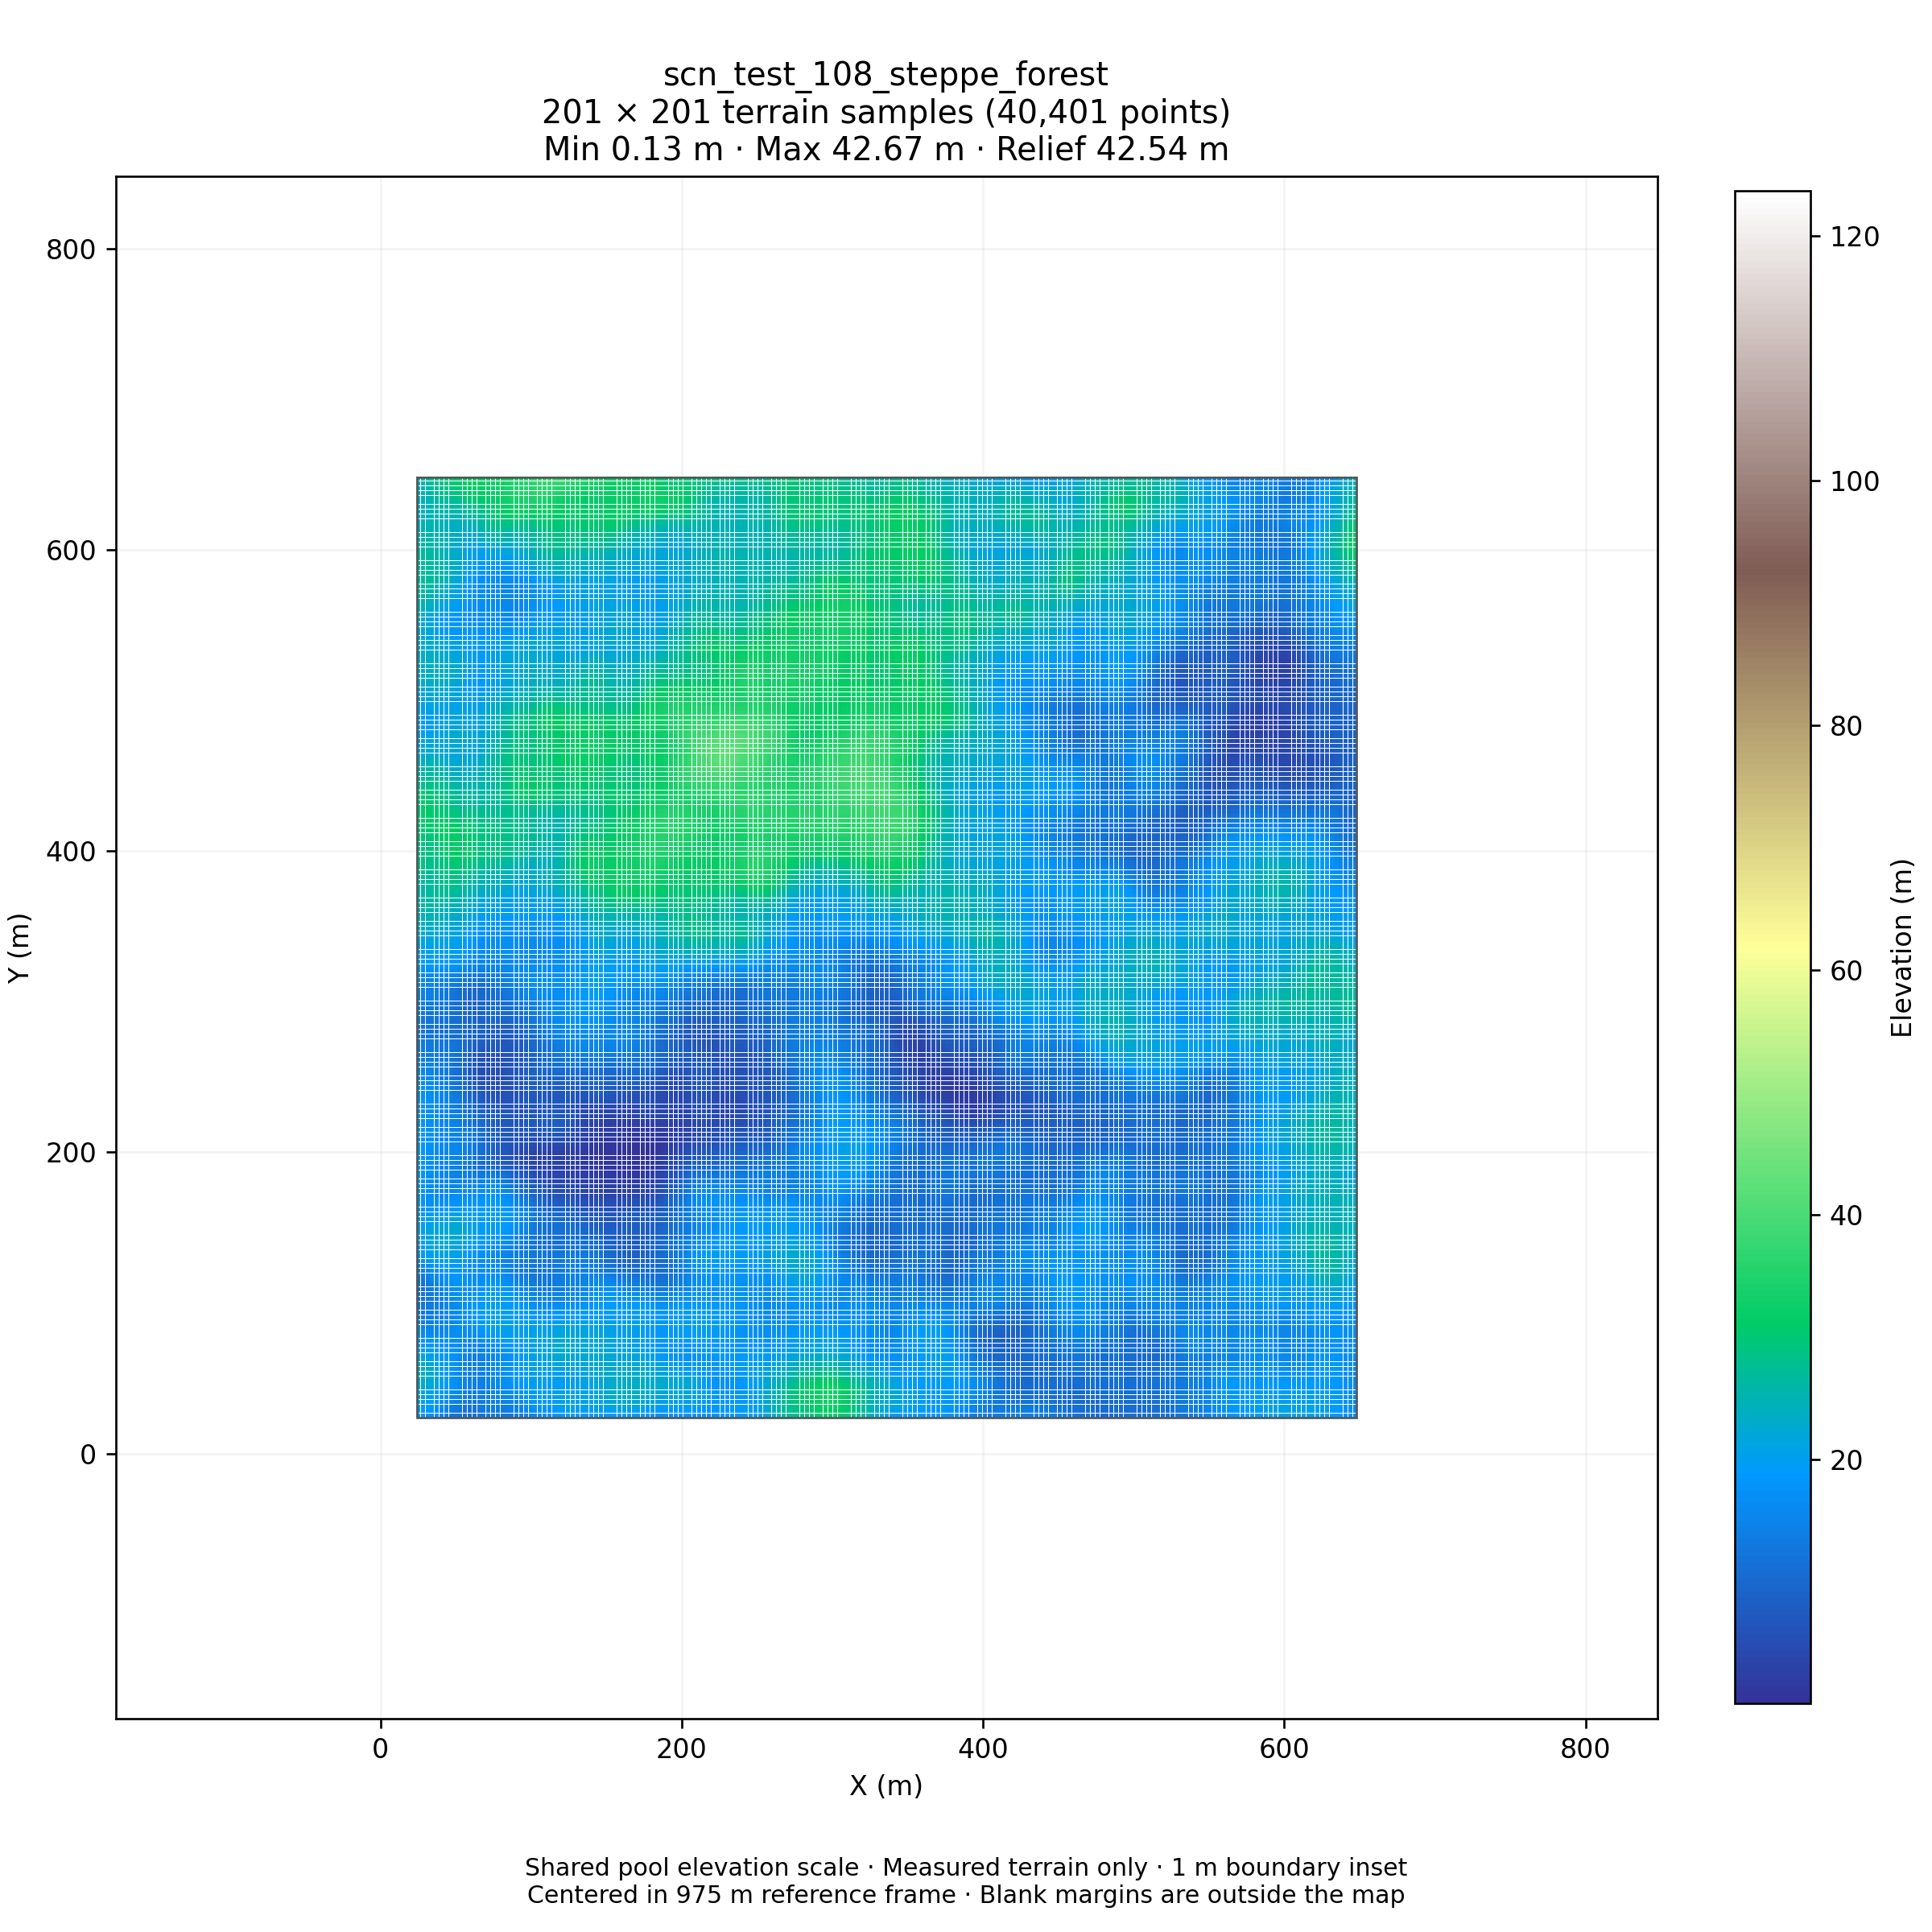 scn_test_108_steppe_forest
201 × 201 terrain samples (40,401 points)
Min 0.13 m · Max 42.67 m · Relief 42.54 m
800
600
400
200
0
Y (m)
0
200
400
600
800
X (m)
120
100
80
60
40
20
Elevation (m)
Shared pool elevation scale · Measured terrain only · 1 m boundary inset
Centered in 975 m reference frame · Blank margins are outside the map